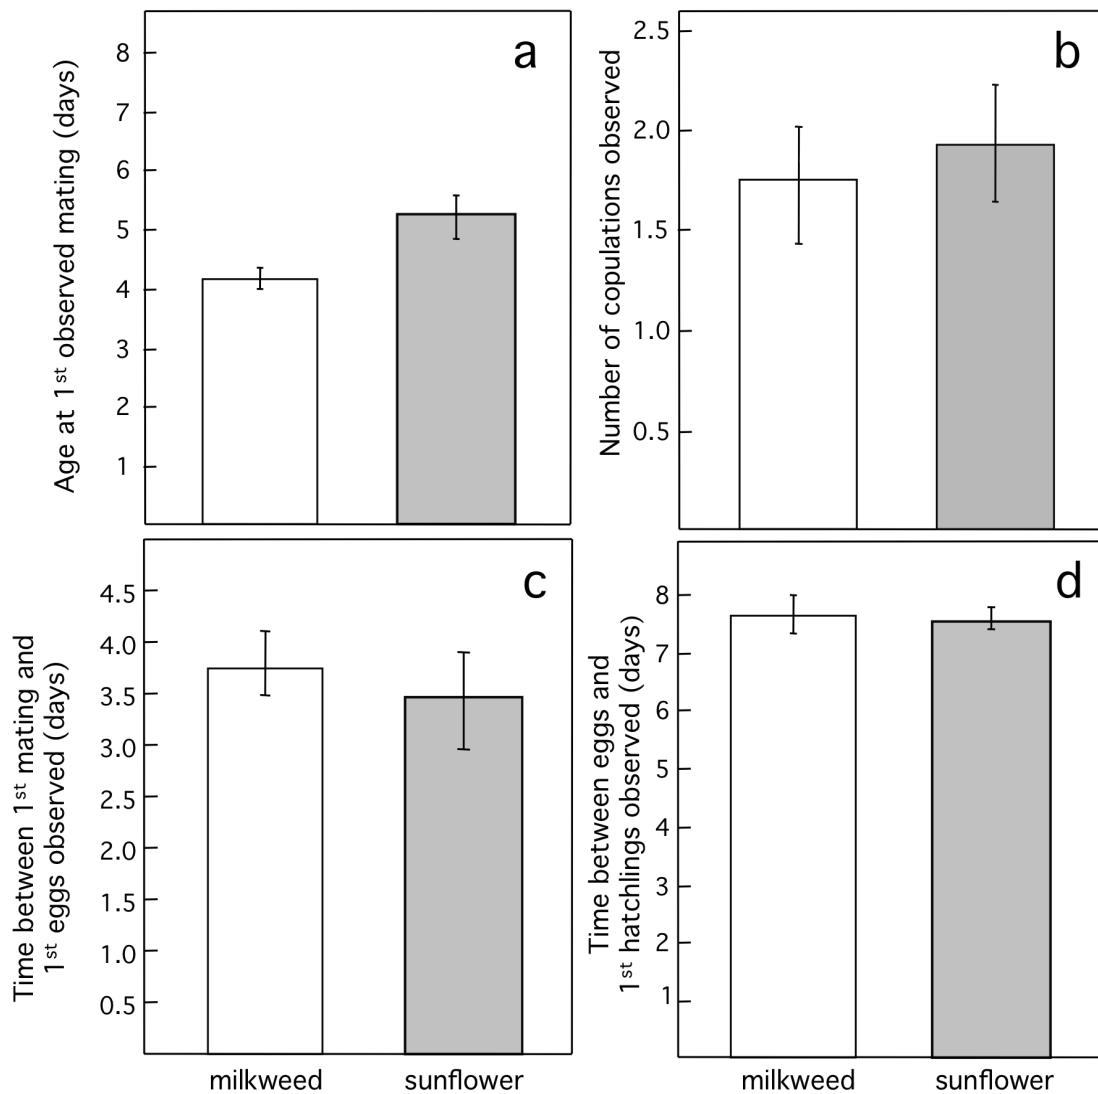 a
Age at 1st observed mating (days)
8
7
6
5
4
3
2
1
b
Number of copulations observed
2.5
2.0
1.5
1.0
0.5
c
Time between 1st mating and
1st eggs observed (days)
4.5
4.0
3.5
3.0
2.5
2.0
1.5
1.0
0.5
milkweed
sunflower
d
Time between eggs and
1st hatchlings observed (days)
8
7
6
5
4
3
2
1
milkweed
sunflower